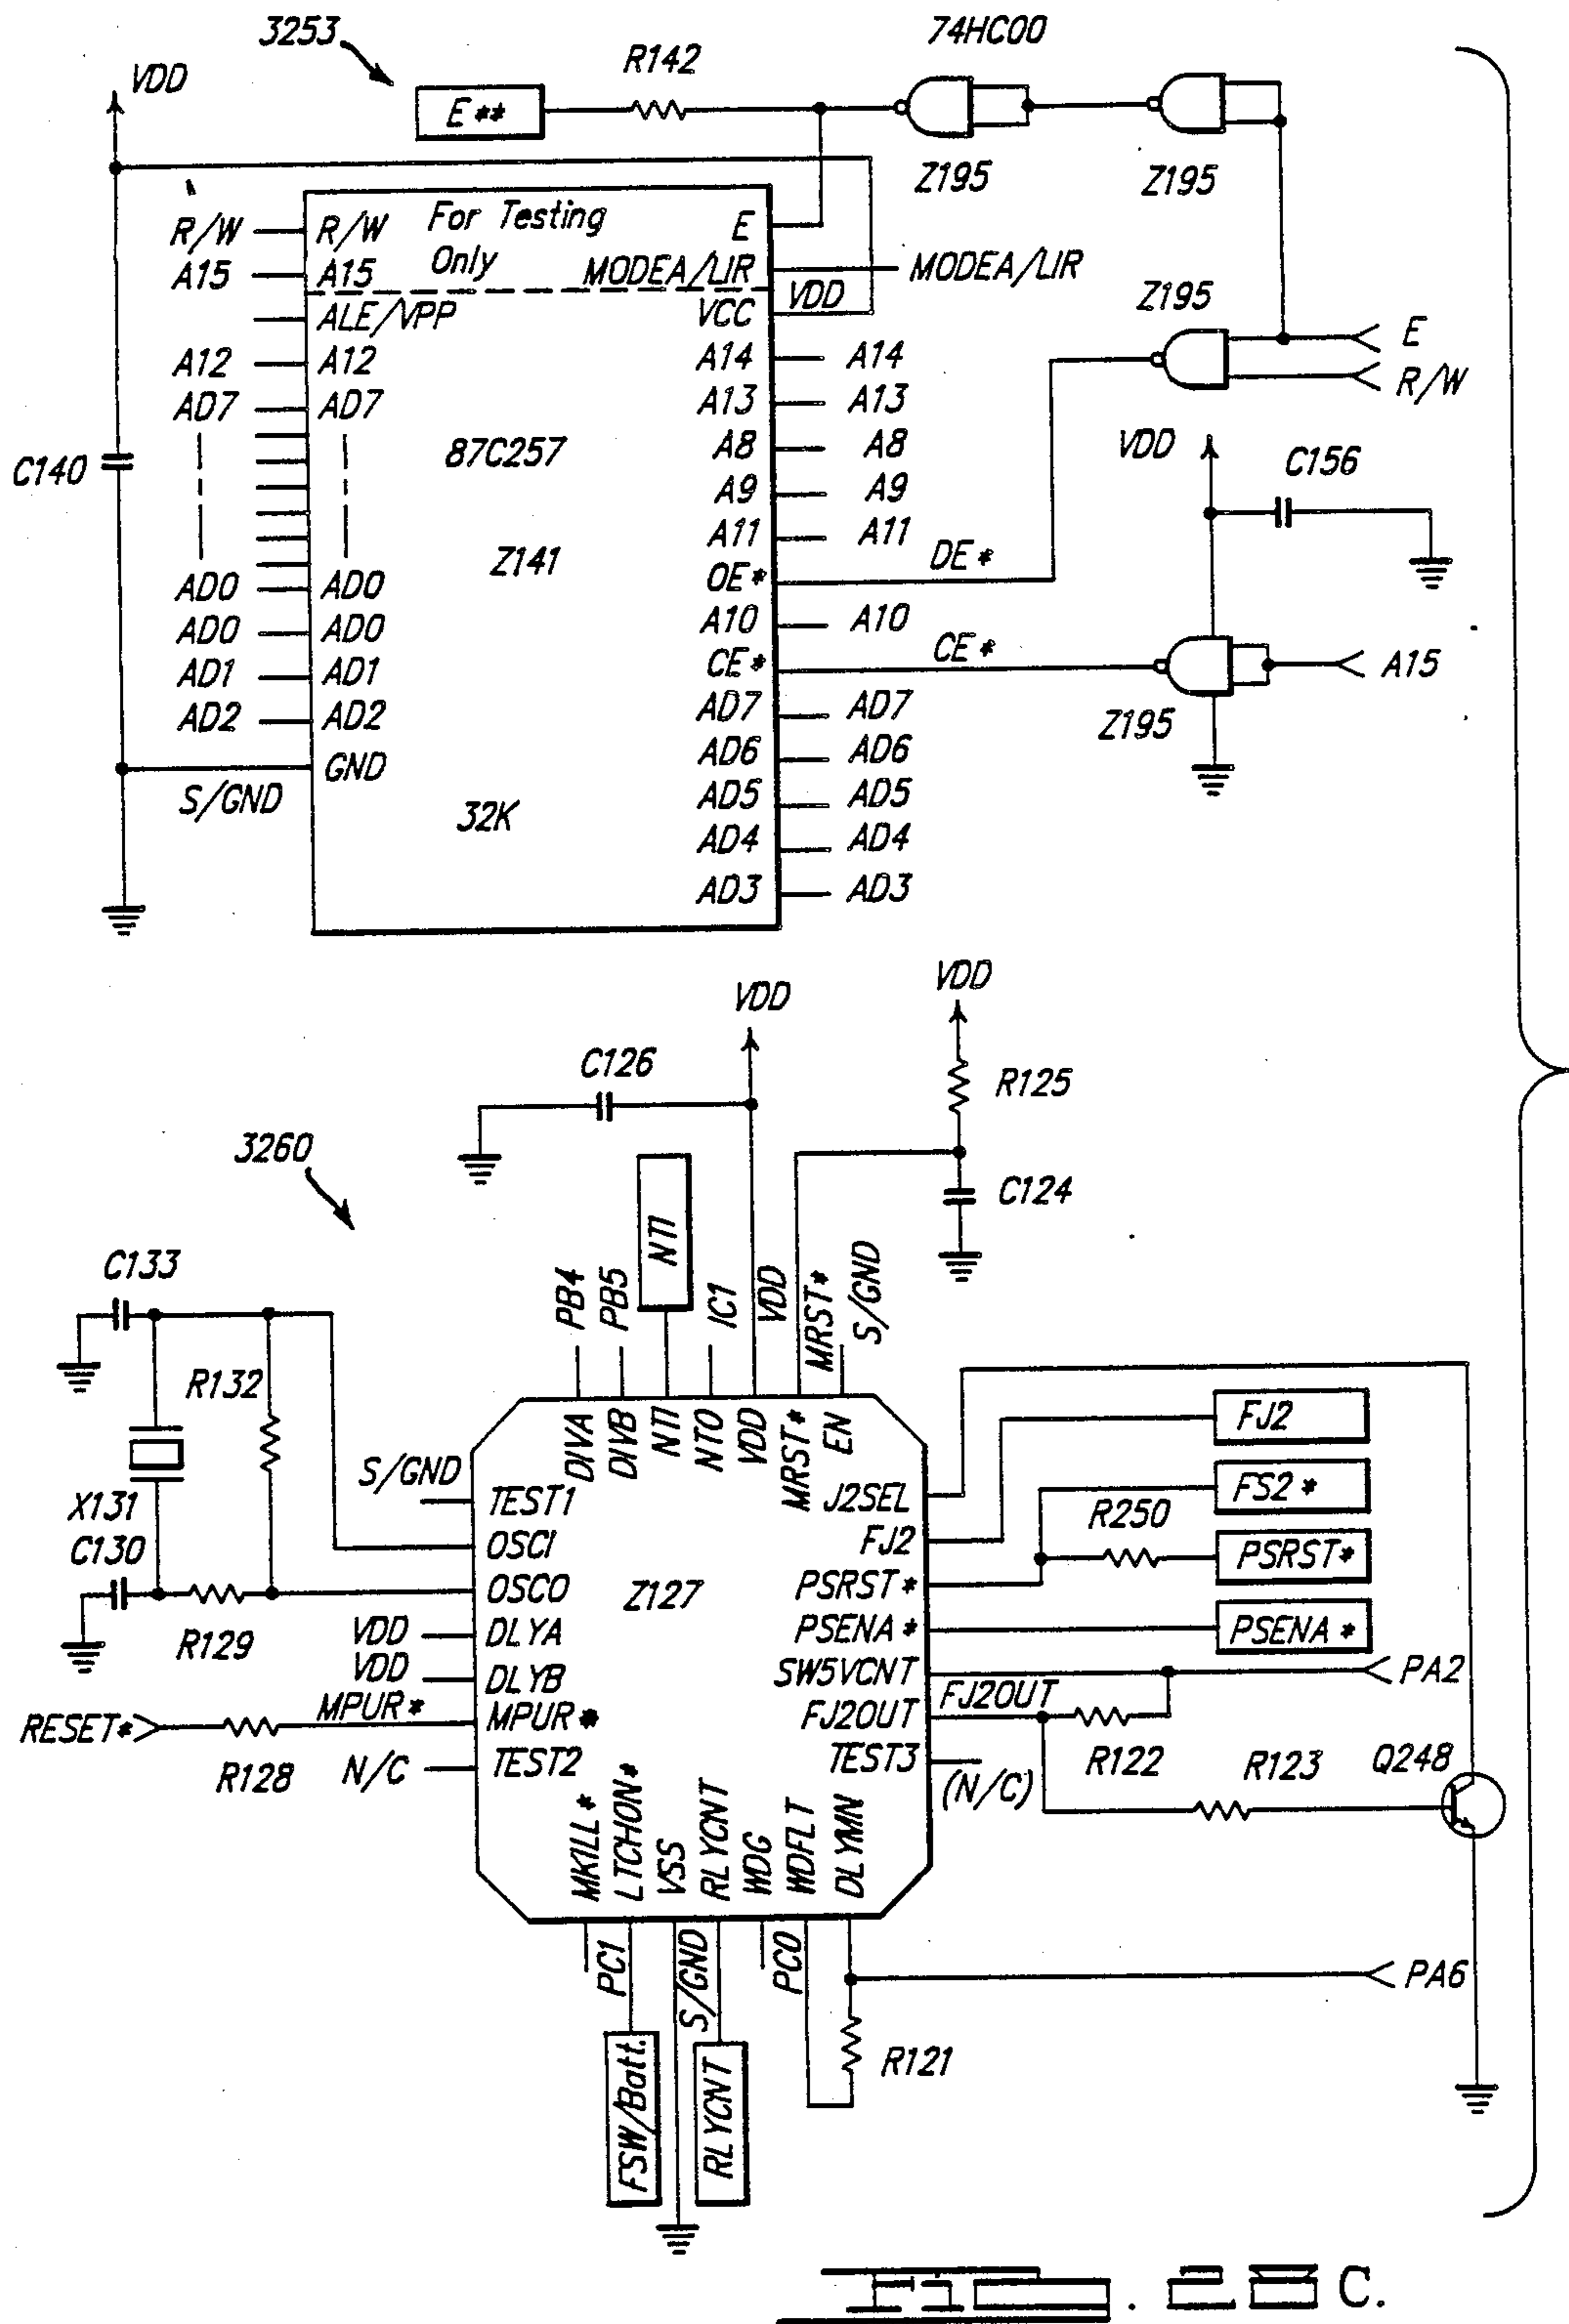 3253
74HC00
VDD
R142
E**
Z195
Z195
R/W
R/W
For Testing
Only
E
A15
A15
MODEA/LIR
MODEA/LIR
ALE/VPP
VCC
VDD
Z195
E
R/W
A12
A12
A14
A14
AD7
AD7
A13
A13
C140
87C257
A8
A8
VDD
C156
A9
A9
A11
A11
Z141
OE*
DE*
AD0
AD0
AD0
AD0
A10
A10
AD1
AD1
CE*
CE*
A15
AD2
AD2
AD7
AD7
Z195
GND
AD6
AD6
S/GND
32K
AD5
AD5
AD4
AD4
AD3
AD3
VDD
VDD
C126
R125
3260
C124
NTI
C133
PB4
PB5
IC1
VDD
MRST*
S/GND
R132
DIVA
DIVB
NTI
NTO
VDD
MRST*
EN
FJ2
S/GND
TEST1
J2SEL
FS2*
X131
OSCI
FJ2
R250
C130
OSCO
Z127
PSRST*
PSRST*
R129
VDD
DLYA
PSENA*
PSENA*
VDD
DLYB
SW5VCNT
PA2
RESET*
MPUR*
MPUR*
FJ2OUT
FJ2OUT
R128
N/C
TEST2
TEST3
(N/C)
R122
R123
Q248
MKILL*
LTCHON*
VSS
RLYCNT
WDG
WDFLT
DLYMN
PC1
S/GND
PC0
PA6
FSW/Batt.
RLYCNT
R121
C.